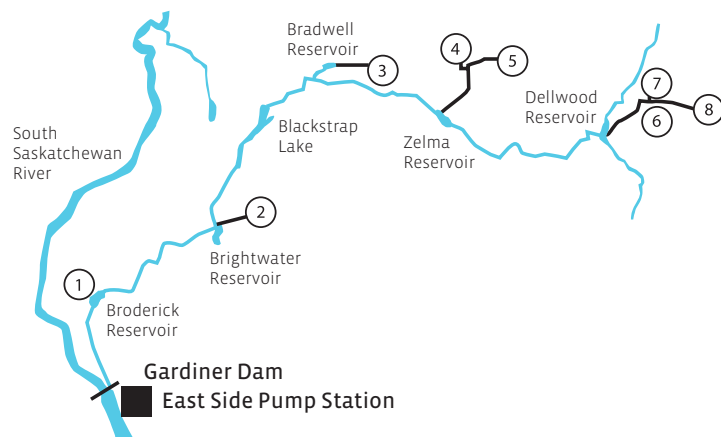 Bradwell
Reservoir
4
5
3
7
Dellwood
Reservoir
8
6
South
Saskatchewan
River
Blackstrap
Lake
Zelma
Reservoir
2
Brightwater
Reservoir
1
Broderick
Reservoir
Gardiner Dam
East Side Pump Station